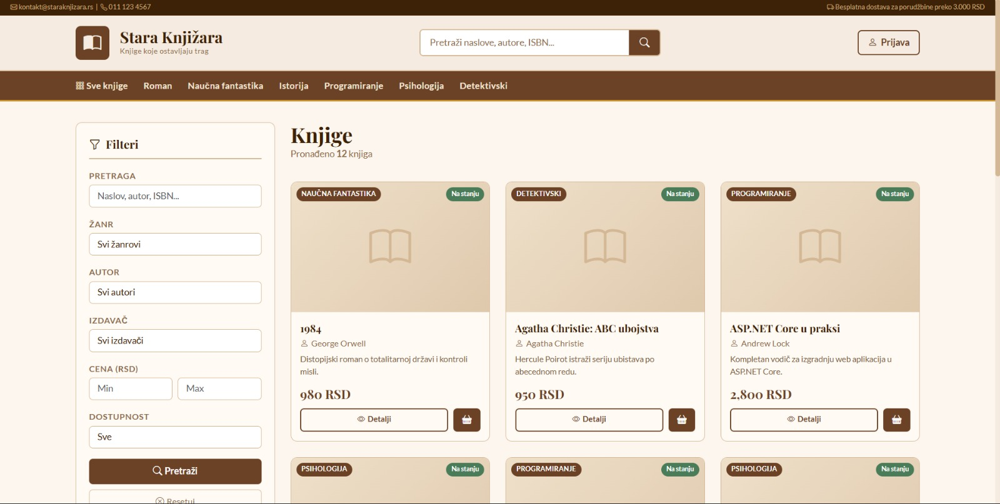 kontakt@staraknjizara.rs | 011 123 4567
Besplatna dostava za porudžbine preko 3.000 RSD
Stara Knjižara
Knjige koje ostavljaju trag
Pretraži naslove, autore, ISBN...
Prijava
Sve knjige Roman Naučna fantastika Istorija Programiranje Psihologija Detektivski
Filteri
PRETRAGA
Naslov, autor, ISBN...
ŽANR
Svi žanrovi
AUTOR
Svi autori
IZDAVAČ
Svi izdavači
CENA (RSD)
Min Max
DOSTUPNOST
Sve
Pretraži
Resetuj
Knjige
Pronađeno 12 knjiga
NAUČNA FANTASTIKA Na stanju
1984
George Orwell
Distopijski roman o totalitarnoj državi i kontroli
misli.
980 RSD
Detalji
DETEKTIVSKI Na stanju
Agatha Christie: ABC ubojstva
Agatha Christie
Hercule Poirot istraži seriju ubistava po
abecednom redu.
950 RSD
Detalji
PROGRAMIRANJE Na stanju
ASP.NET Core u praksi
Andrew Lock
Kompletan vodič za izgradnju web aplikacija u
ASP.NET Core.
2,800 RSD
Detalji
PSIHOLOGIJA Na stanju
PROGRAMIRANJE Na stanju
PSIHOLOGIJA Na stanju